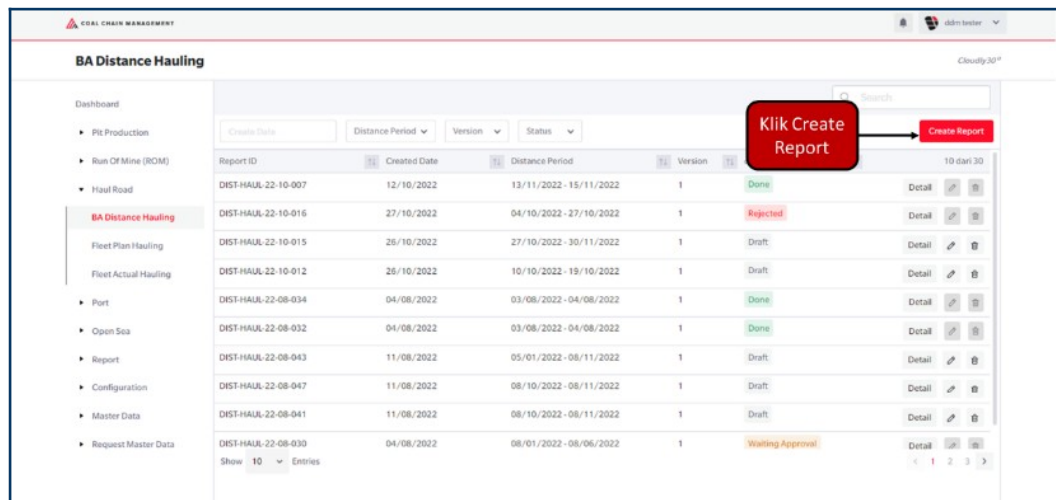 COAL CHAIN MANAGEMENT
ddm tester
BA Distance Hauling
Cloudly30°
Dashboard
Search
Pit Production
Create Date
Distance Period
Version
Status
Klik Create
Report
Create Report
Run Of Mine (ROM)
Report ID
Created Date
Distance Period
Version
10 dari 30
Haul Road
DIST-HAUL-22-10-007 12/10/2022 13/11/2022 - 15/11/2022 1 Done Detail
BA Distance Hauling
DIST-HAUL-22-10-016 27/10/2022 04/10/2022 - 27/10/2022 1 Rejected Detail
Fleet Plan Hauling
DIST-HAUL-22-10-015 26/10/2022 27/10/2022 - 30/11/2022 1 Draft Detail
Fleet Actual Hauling
DIST-HAUL-22-10-012 26/10/2022 10/10/2022 - 19/10/2022 1 Draft Detail
Port
DIST-HAUL-22-08-034 04/08/2022 03/08/2022 - 04/08/2022 1 Done Detail
Open Sea
DIST-HAUL-22-08-032 04/08/2022 03/08/2022 - 04/08/2022 1 Done Detail
Report
DIST-HAUL-22-08-043 11/08/2022 05/01/2022 - 08/11/2022 1 Draft Detail
Configuration
DIST-HAUL-22-08-047 11/08/2022 08/10/2022 - 08/11/2022 1 Draft Detail
Master Data
DIST-HAUL-22-08-041 11/08/2022 08/10/2022 - 08/11/2022 1 Draft Detail
Request Master Data
DIST-HAUL-22-08-030 04/08/2022 08/01/2022 - 08/06/2022 1 Waiting Approval Detail
Show 10 Entries
< 1 2 3 >